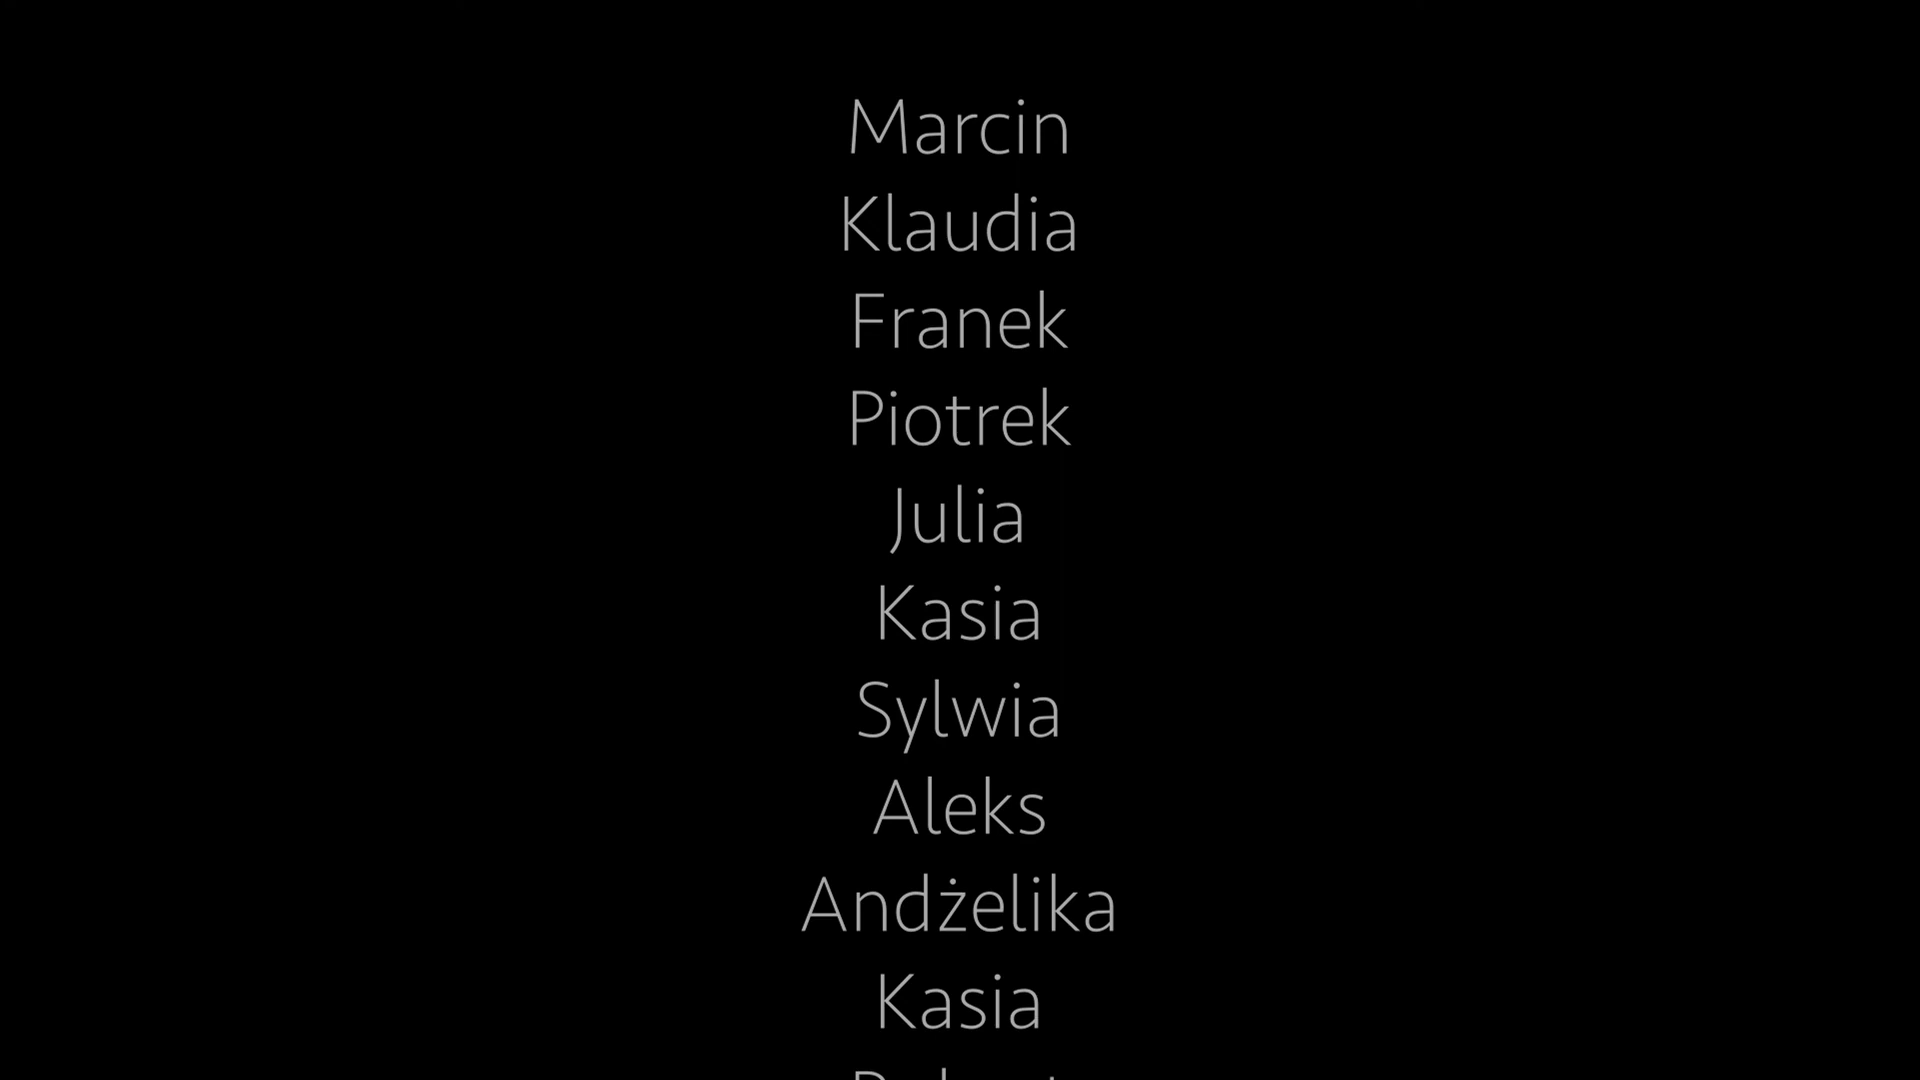 Marcin
Klaudia
Franek
Piotrek
Julia
Kasia
Sylwia
Aleks
Andżelika
Kasia